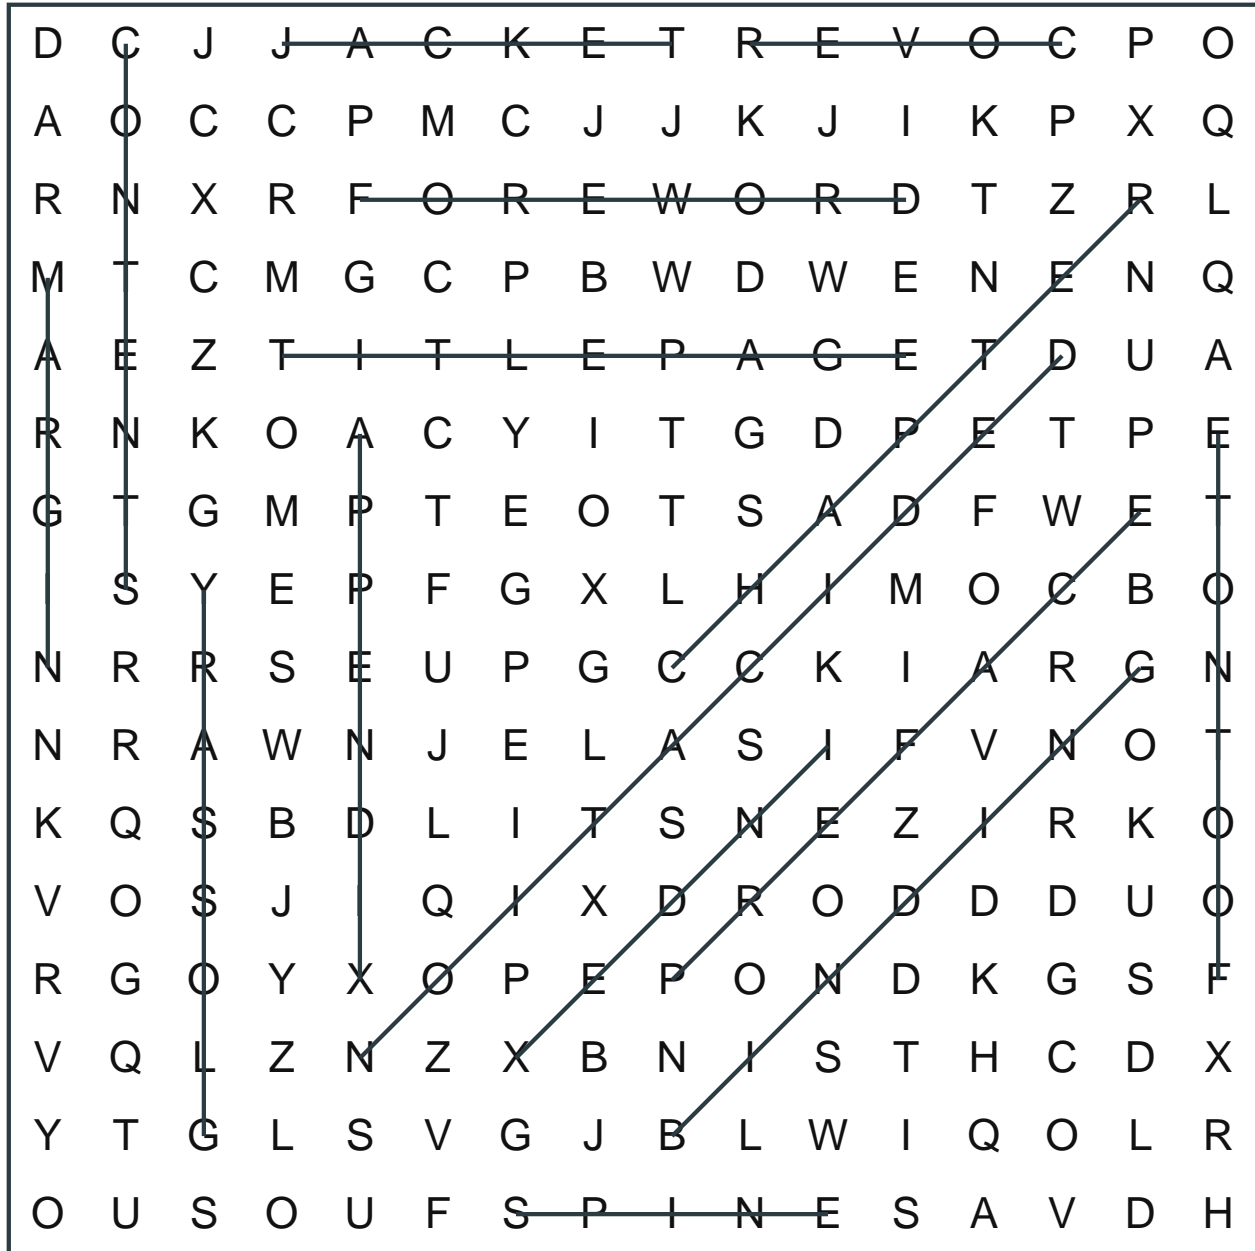 D C J J A C K E T R E V O C P O
A O C C P M C J J K J I K P X Q
R N X R F O R E W O R D T Z R L
M T C M G C P B W D W E N E N Q
A E Z T I T L E P A G E T D U A
R N K O A C Y I T G D P E T P E
G T G M P T E O T S A D F W E T
I S Y E P F G X L H I M O C B O
N R R S E U P G C C K I A R G N
N R A W N J E L A S I F V N O T
K Q S B D L I T S N E Z I R K O
V O S J I Q I X D R O D D D U O
R G O Y X O P E P O N D K G S F
V Q L Z N Z X B N I S T H C D X
Y T G L S V G J B L W I Q O L R
O U S O U F S P I N E S A V D H